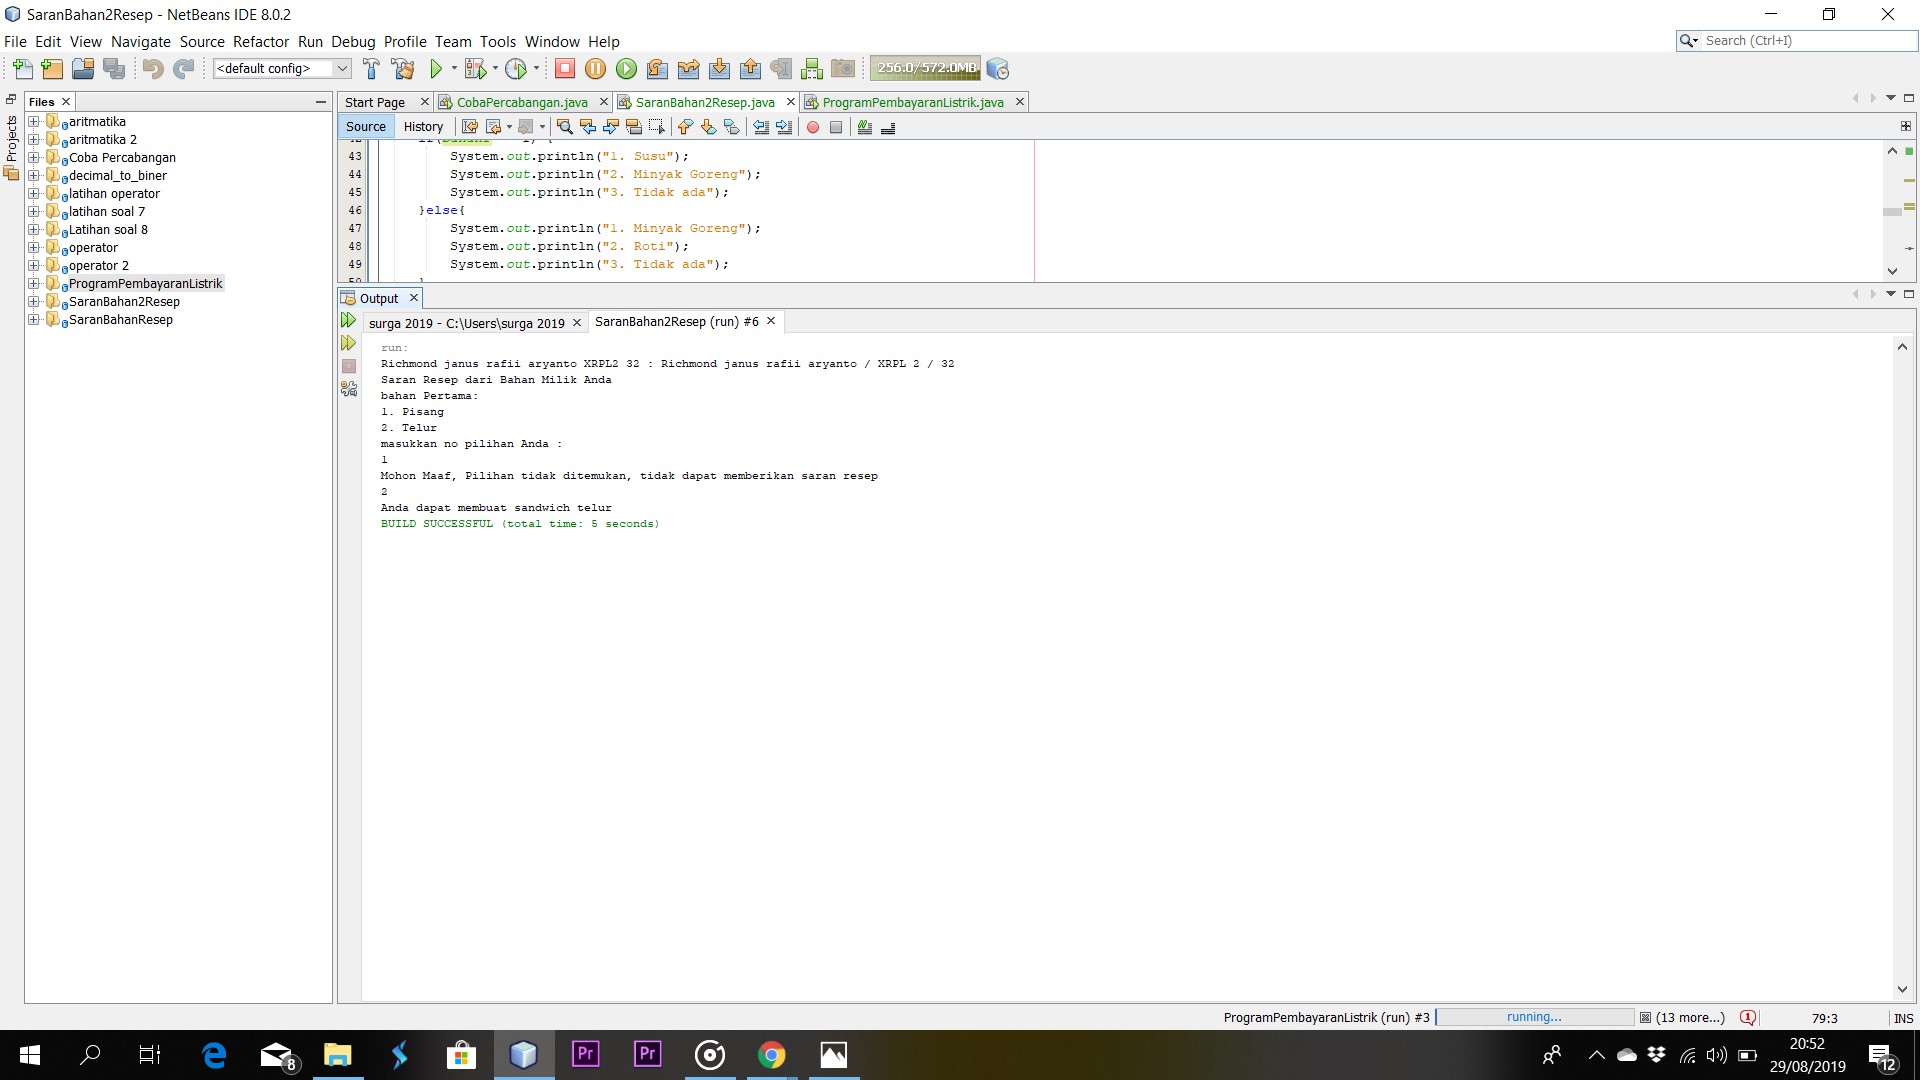 SaranBahan2Resep - NetBeans IDE 8.0.2
File Edit View Navigate Source Refactor Run Debug Profile Team Tools Window Help
Search (Ctrl+I)
<default config>
256.0/572.0MB
Projects
Files
aritmatika
aritmatika 2
Coba Percabangan
decimal_to_biner
latihan operator
latihan soal 7
Latihan soal 8
operator
operator 2
ProgramPembayaranListrik
SaranBahan2Resep
SaranBahanResep
Start Page CobaPercabangan.java SaranBahan2Resep.java ProgramPembayaranListrik.java
Source History
43 System.out.println("1. Susu");
44 System.out.println("2. Minyak Goreng");
45 System.out.println("3. Tidak ada");
46 }else{
47 System.out.println("1. Minyak Goreng");
48 System.out.println("2. Roti");
49 System.out.println("3. Tidak ada");
Output
surga 2019 - C:\Users\surga 2019 SaranBahan2Resep (run) #6
run:
Richmond janus rafii aryanto XRPL2 32 : Richmond janus rafii aryanto / XRPL 2 / 32
Saran Resep dari Bahan Milik Anda
bahan Pertama:
1. Pisang
2. Telur
masukkan no pilihan Anda :
1
Mohon Maaf, Pilihan tidak ditemukan, tidak dapat memberikan saran resep
2
Anda dapat membuat sandwich telur
BUILD SUCCESSFUL (total time: 5 seconds)
ProgramPembayaranListrik (run) #3 running... (13 more...) 1 79:3 INS
8
Pr
Pr
20:52
29/08/2019
12